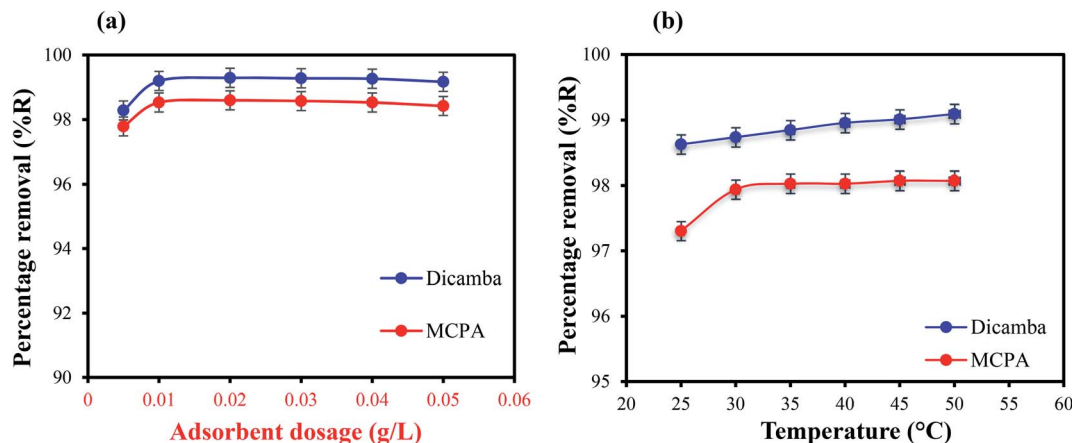 (a)
Percentage removal (%R)
100
98
96
94
92
90
0 0.01 0.02 0.03 0.04 0.05 0.06
Adsorbent dosage (g/L)
Dicamba
MCPA
(b)
Percentage removal (%R)
100
99
98
97
96
95
20 25 30 35 40 45 50 55 60
Temperature (°C)
Dicamba
MCPA